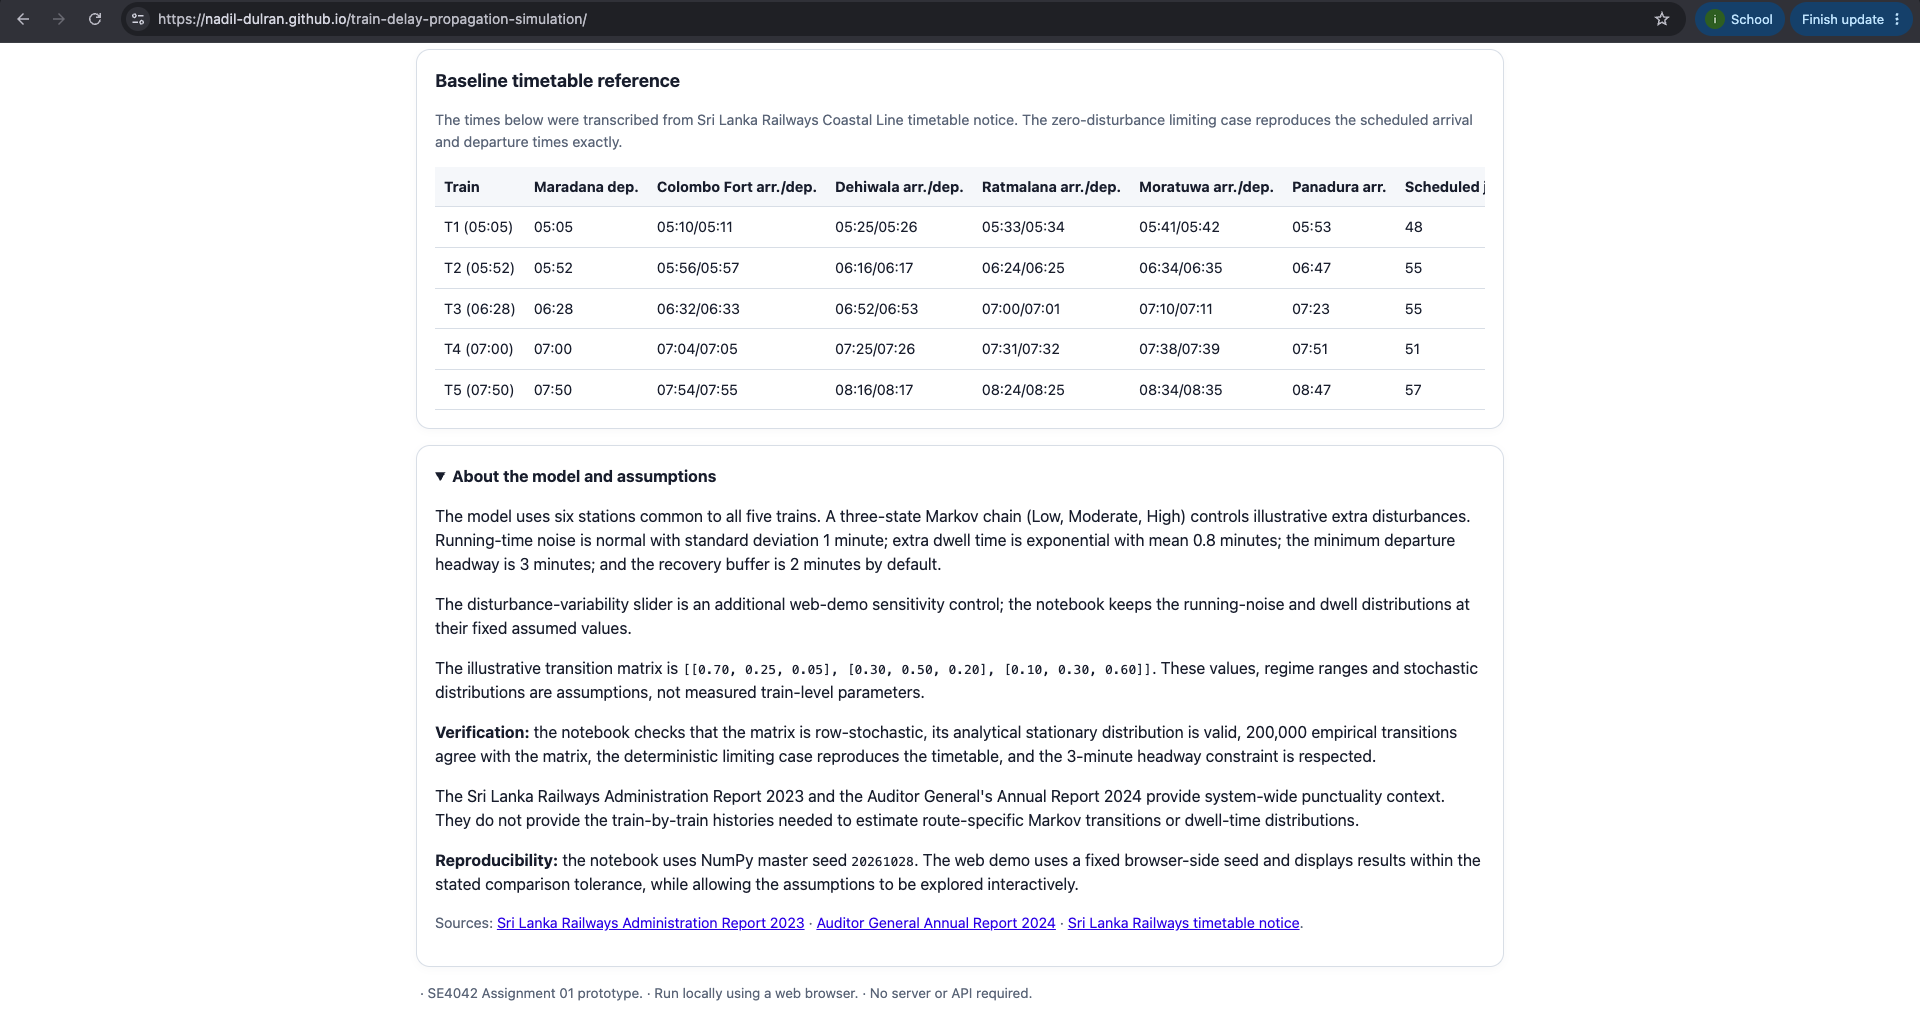 https://nadil-dulran.github.io/train-delay-propagation-simulation/
i School
Finish update
Baseline timetable reference
The times below were transcribed from Sri Lanka Railways Coastal Line timetable notice. The zero-disturbance limiting case reproduces the scheduled arrival
and departure times exactly.
Train Maradana dep. Colombo Fort arr./dep. Dehiwala arr./dep. Ratmalana arr./dep. Moratuwa arr./dep. Panadura arr. Scheduled j
T1 (05:05) 05:05 05:10/05:11 05:25/05:26 05:33/05:34 05:41/05:42 05:53 48
T2 (05:52) 05:52 05:56/05:57 06:16/06:17 06:24/06:25 06:34/06:35 06:47 55
T3 (06:28) 06:28 06:32/06:33 06:52/06:53 07:00/07:01 07:10/07:11 07:23 55
T4 (07:00) 07:00 07:04/07:05 07:25/07:26 07:31/07:32 07:38/07:39 07:51 51
T5 (07:50) 07:50 07:54/07:55 08:16/08:17 08:24/08:25 08:34/08:35 08:47 57
▼ About the model and assumptions
The model uses six stations common to all five trains. A three-state Markov chain (Low, Moderate, High) controls illustrative extra disturbances.
Running-time noise is normal with standard deviation 1 minute; extra dwell time is exponential with mean 0.8 minutes; the minimum departure
headway is 3 minutes; and the recovery buffer is 2 minutes by default.
The disturbance-variability slider is an additional web-demo sensitivity control; the notebook keeps the running-noise and dwell distributions at
their fixed assumed values.
The illustrative transition matrix is [[0.70, 0.25, 0.05], [0.30, 0.50, 0.20], [0.10, 0.30, 0.60]]. These values, regime ranges and stochastic
distributions are assumptions, not measured train-level parameters.
Verification: the notebook checks that the matrix is row-stochastic, its analytical stationary distribution is valid, 200,000 empirical transitions
agree with the matrix, the deterministic limiting case reproduces the timetable, and the 3-minute headway constraint is respected.
The Sri Lanka Railways Administration Report 2023 and the Auditor General's Annual Report 2024 provide system-wide punctuality context.
They do not provide the train-by-train histories needed to estimate route-specific Markov transitions or dwell-time distributions.
Reproducibility: the notebook uses NumPy master seed 20261028. The web demo uses a fixed browser-side seed and displays results within the
stated comparison tolerance, while allowing the assumptions to be explored interactively.
Sources: Sri Lanka Railways Administration Report 2023 · Auditor General Annual Report 2024 · Sri Lanka Railways timetable notice.
· SE4042 Assignment 01 prototype. · Run locally using a web browser. · No server or API required.